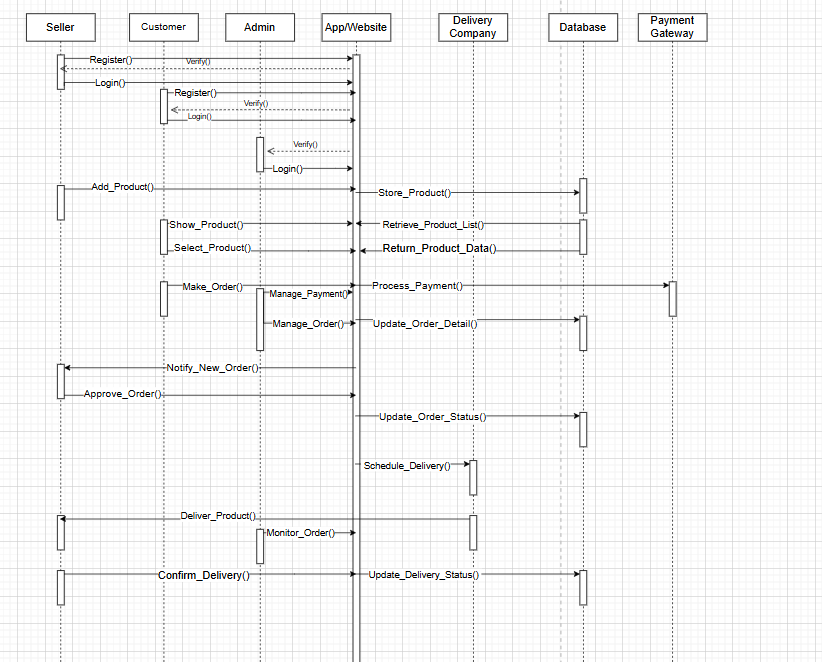 Seller
Customer
Admin
App/Website
Delivery
Company
Database
Payment
Gateway
Register()
Verify()
Login()
Register()
Verify()
Login()
Verify()
Login()
Add_Product()
Store_Product()
Show_Product()
Retrieve_Product_List()
Select_Product()
Return_Product_Data()
Make_Order()
Process_Payment()
Manage_Payment()
Manage_Order()
Update_Order_Detail()
Notify_New_Order()
Approve_Order()
Update_Order_Status()
Schedule_Delivery()
Deliver_Product()
Monitor_Order()
Confirm_Delivery()
Update_Delivery_Status()